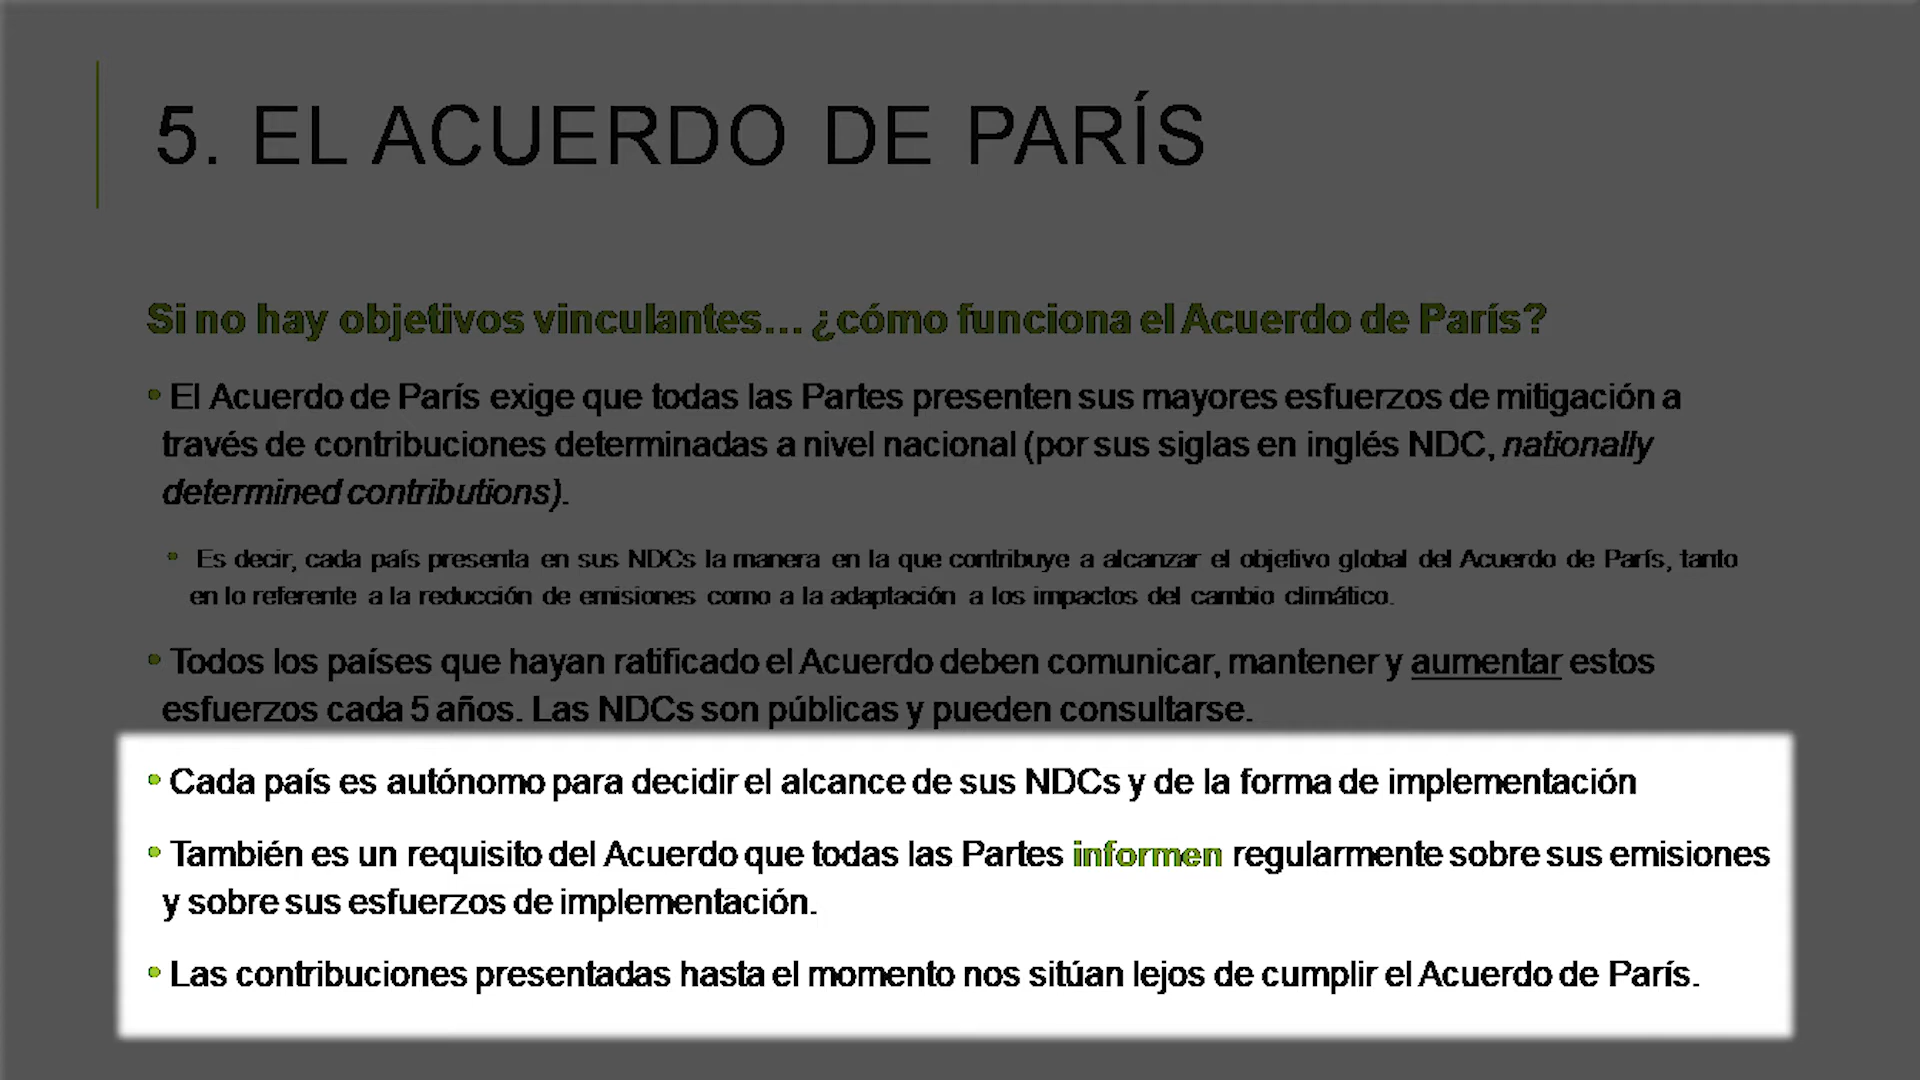 5. EL ACUERDO DE PARÍS
Si no hay objetivos vinculantes... ¿cómo funciona el Acuerdo de París?
• El Acuerdo de París exige que todas las Partes presenten sus mayores esfuerzos de mitigación a
través de contribuciones determinadas a nivel nacional (por sus siglas en inglés NDC, nationally
determined contributions).
• Es decir, cada país presenta en sus NDCs la manera en la que contribuye a alcanzar el objetivo global del Acuerdo de París, tanto
en lo referente a la reducción de emisiones como a la adaptación a los impactos del cambio climático.
• Todos los países que hayan ratificado el Acuerdo deben comunicar, mantener y aumentar estos
esfuerzos cada 5 años. Las NDCs son públicas y pueden consultarse.
• Cada país es autónomo para decidir el alcance de sus NDCs y de la forma de implementación
• También es un requisito del Acuerdo que todas las Partes informen regularmente sobre sus emisiones
y sobre sus esfuerzos de implementación.
• Las contribuciones presentadas hasta el momento nos sitúan lejos de cumplir el Acuerdo de París.